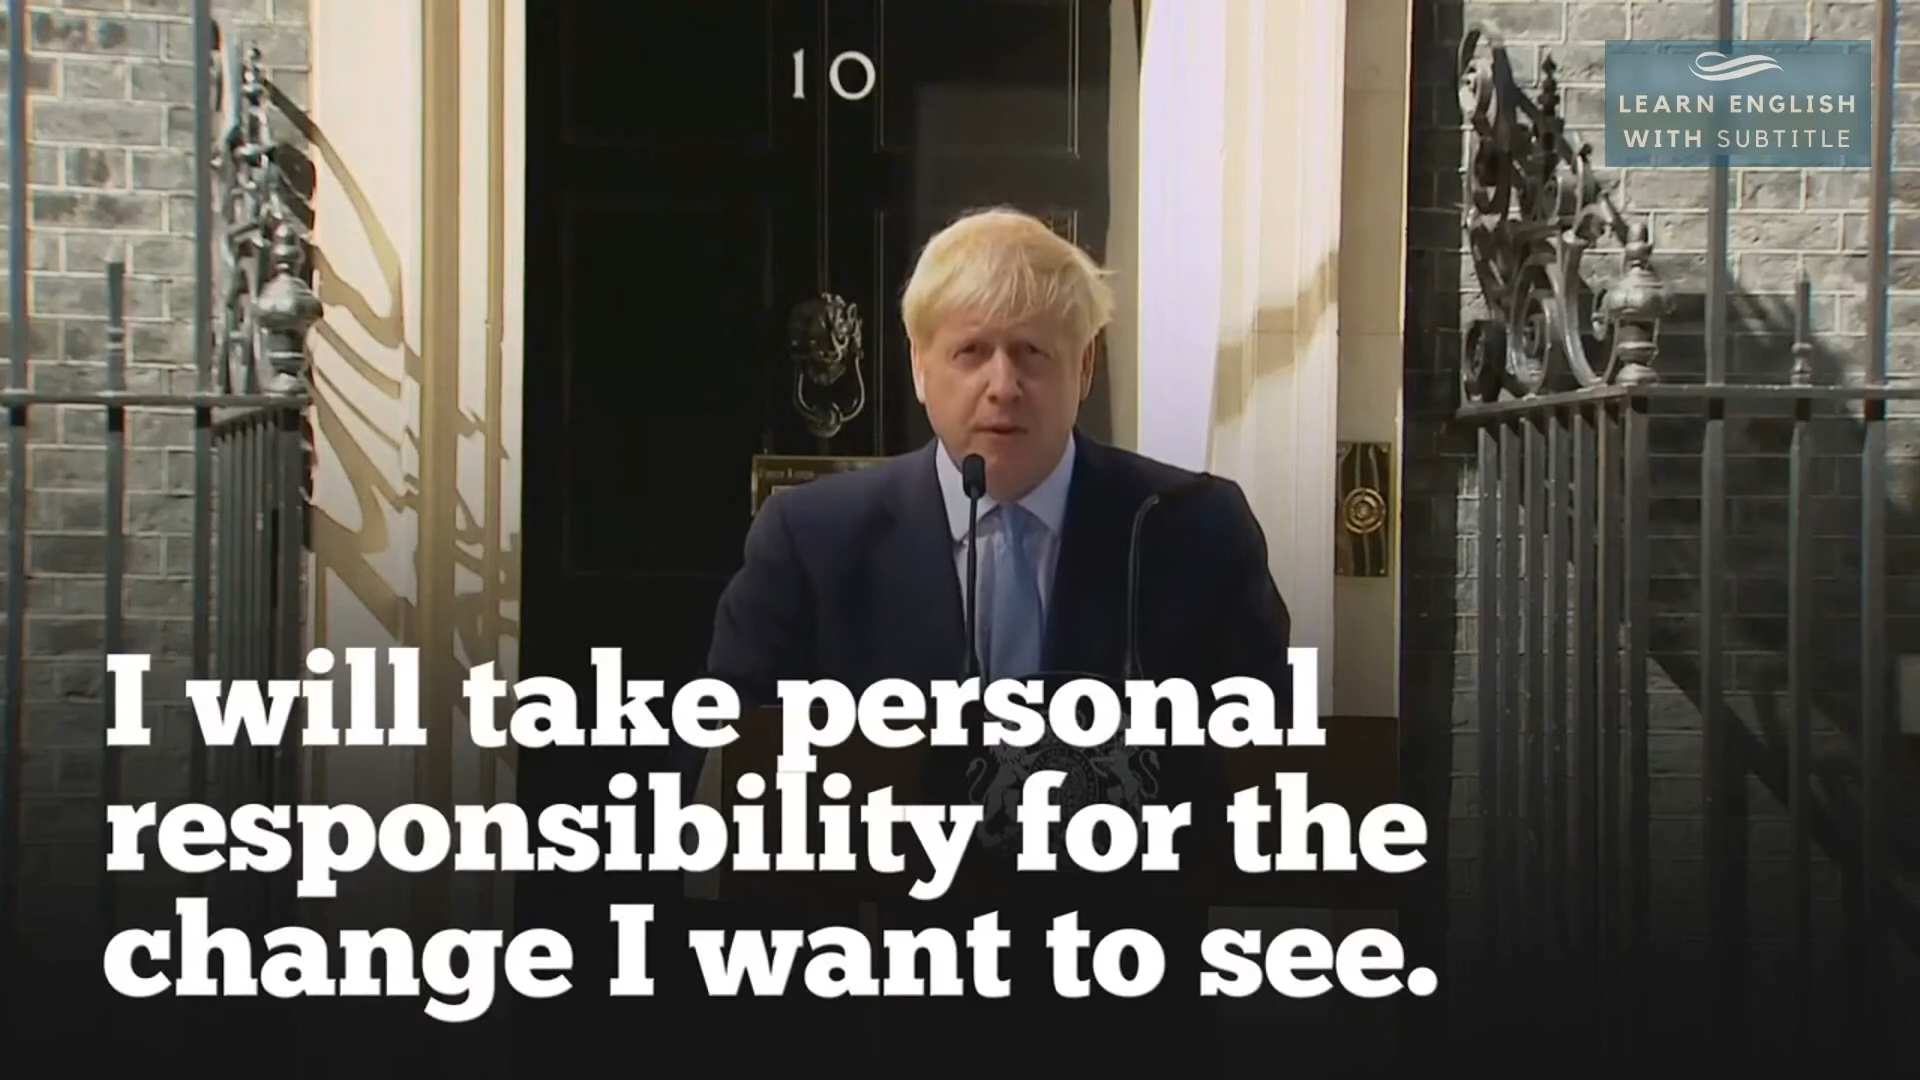 10
LEARN ENGLISH
WITH SUBTITLE
I will take personal
responsibility for the
change I want to see.